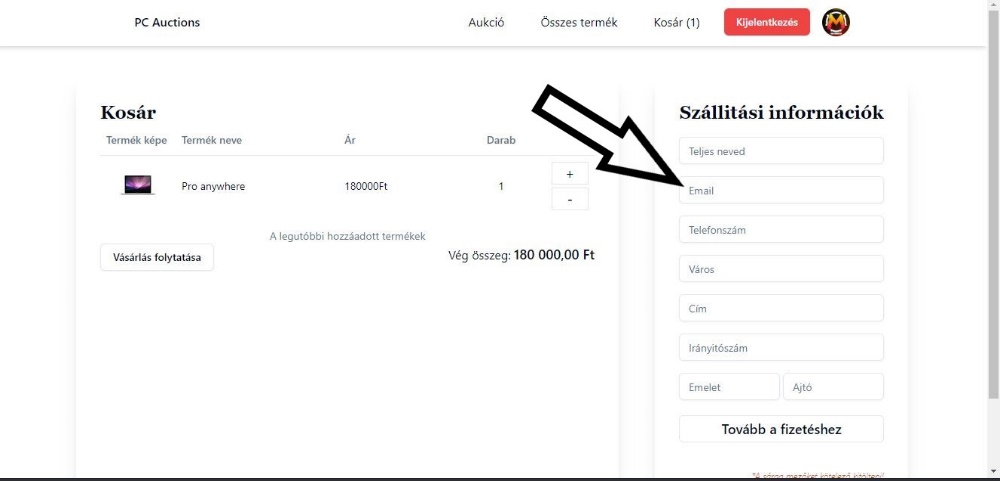 PC Auctions
Aukció
Összes termék
Kosár (1)
Kijelentkezés
Kosár
Termék képe
Termék neve
Ár
Darab
Pro anywhere
180000Ft
1
+
-
A legutóbbi hozzáadott termékek
Vásárlás folytatása
Vég összeg: 180 000,00 Ft
Szállitási információk
Teljes neved
Email
Telefonszám
Város
Cím
Irányitószám
Emelet
Ajtó
Tovább a fizetéshez